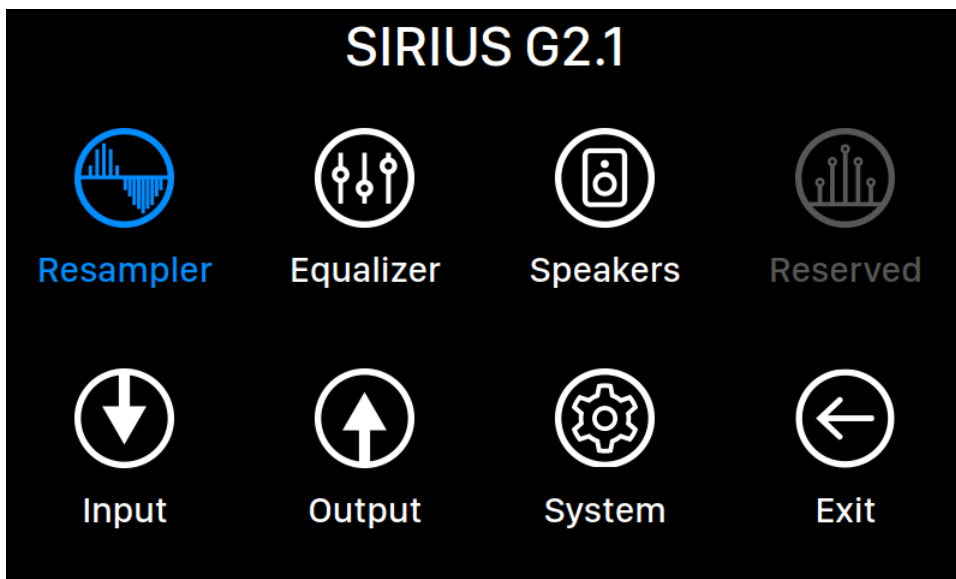 SIRIUS G2.1
Resampler Equalizer Speakers Reserved
Input Output System Exit